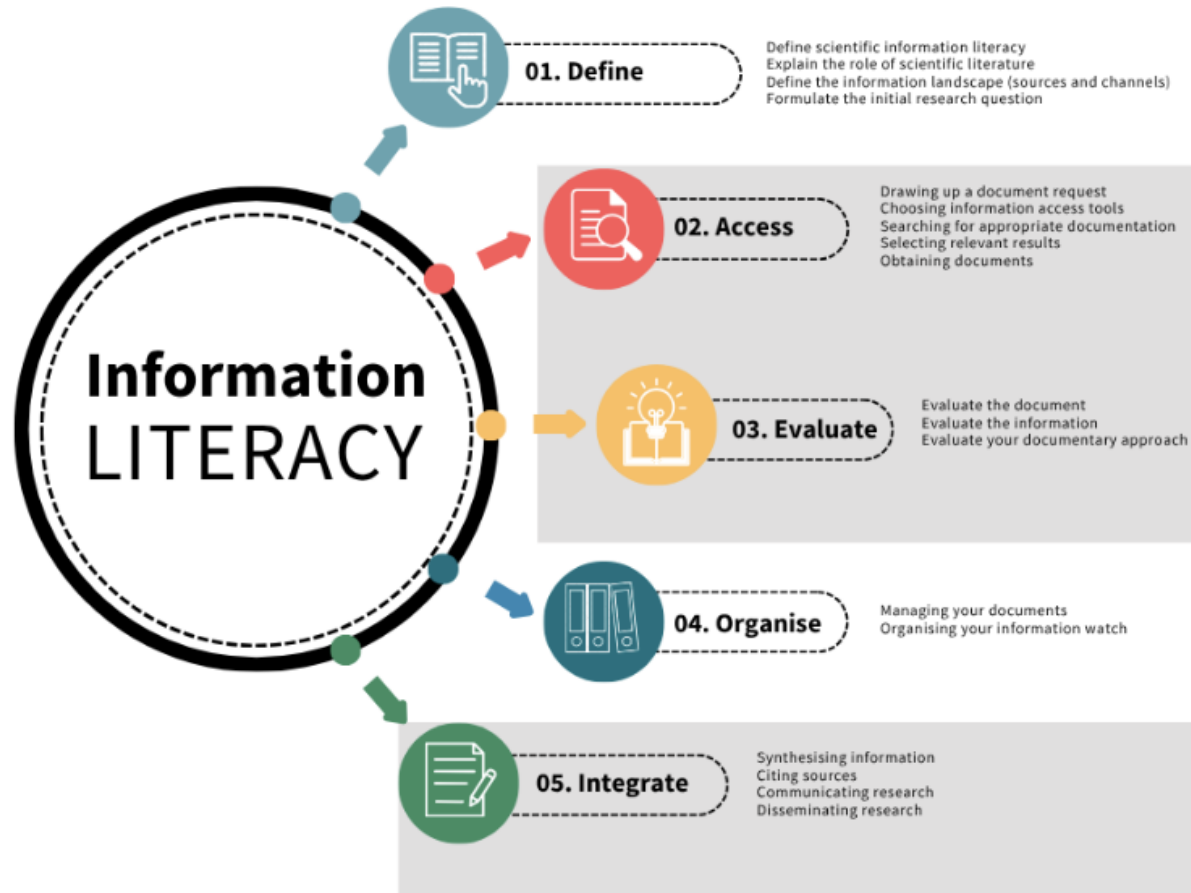 01. Define
Define scientific information literacy
Explain the role of scientific literature
Define the information landscape (sources and channels)
Formulate the initial research question
02. Access
Drawing up a document request
Choosing information access tools
Searching for appropriate documentation
Selecting relevant results
Obtaining documents
Information
LITERACY
03. Evaluate
Evaluate the document
Evaluate the information
Evaluate your documentary approach
04. Organise
Managing your documents
Organising your information watch
05. Integrate
Synthesising information
Citing sources
Communicating research
Disseminating research